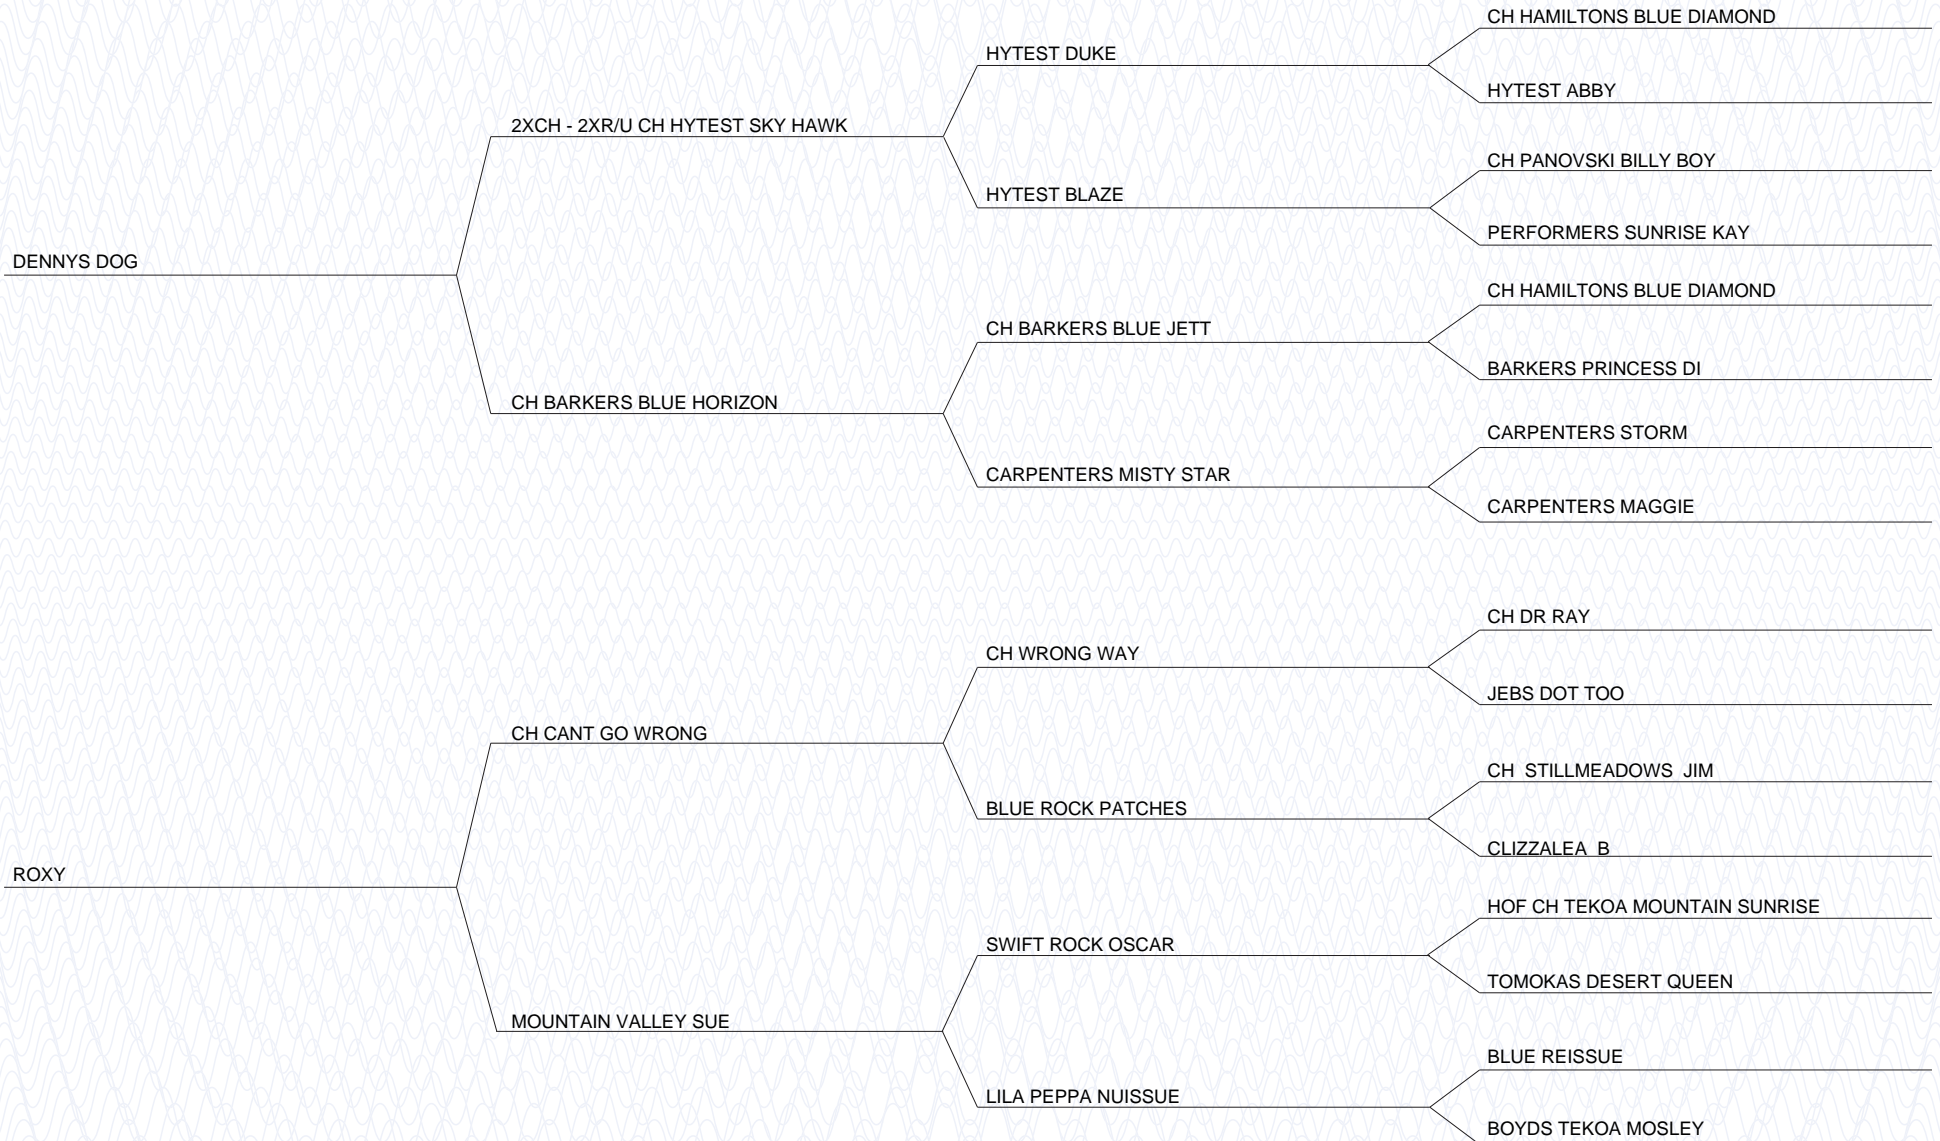 CH HAMILTONS BLUE DIAMOND
HYTEST DUKE
HYTEST ABBY
2XCH - 2XR/U CH HYTEST SKY HAWK
CH PANOVSKI BILLY BOY
HYTEST BLAZE
PERFORMERS SUNRISE KAY
DENNYS DOG
CH HAMILTONS BLUE DIAMOND
CH BARKERS BLUE JETT
BARKERS PRINCESS DI
CH BARKERS BLUE HORIZON
CARPENTERS STORM
CARPENTERS MISTY STAR
CARPENTERS MAGGIE
CH DR RAY
CH WRONG WAY
JEBS DOT TOO
CH CANT GO WRONG
CH  STILLMEADOWS  JIM
BLUE ROCK PATCHES
CLIZZALEA  B
ROXY
HOF CH TEKOA MOUNTAIN SUNRISE
SWIFT ROCK OSCAR
TOMOKAS DESERT QUEEN
MOUNTAIN VALLEY SUE
BLUE REISSUE
LILA PEPPA NUISSUE
BOYDS TEKOA MOSLEY